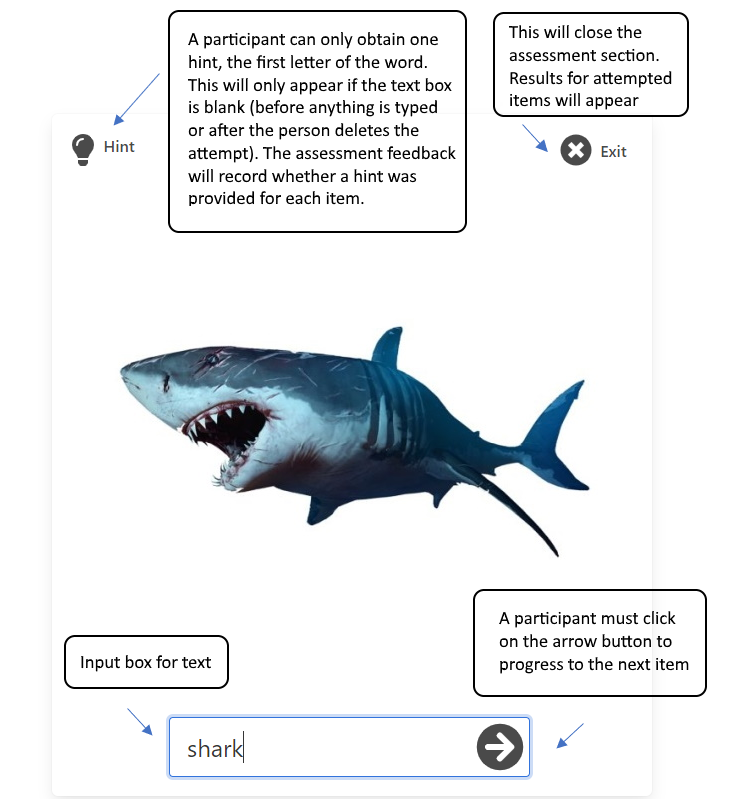 A participant can only obtain one
hint, the first letter of the word.
This will only appear if the text box
is blank (before anything is typed
or after the person deletes the
attempt). The assessment feedback
will record whether a hint was
provided for each item.
This will close the
assessment section.
Results for attempted
items will appear
Hint
Exit
Input box for text
A participant must click
on the arrow button to
progress to the next item
shark